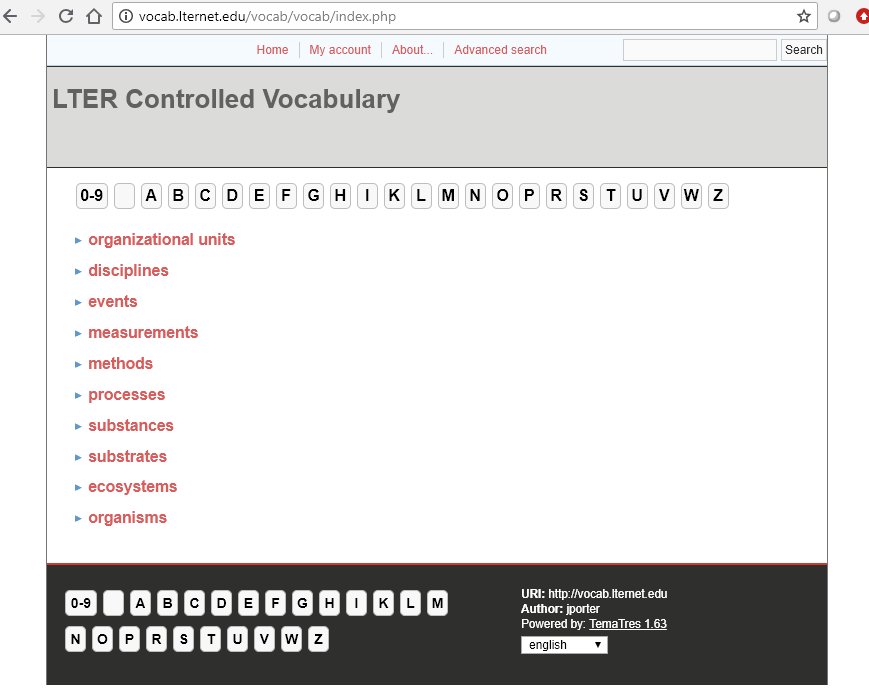 vocab.lternet.edu/vocab/vocab/index.php
Home My account About... Advanced search Search
LTER Controlled Vocabulary
0-9 A B C D E F G H I K L M N O P R S T U V W Z
organizational units
disciplines
events
measurements
methods
processes
substances
substrates
ecosystems
organisms
0-9 A B C D E F G H I K L M
N O P R S T U V W Z
URI: http://vocab.lternet.edu
Author: jporter
Powered by: TemaTres 1.63
english